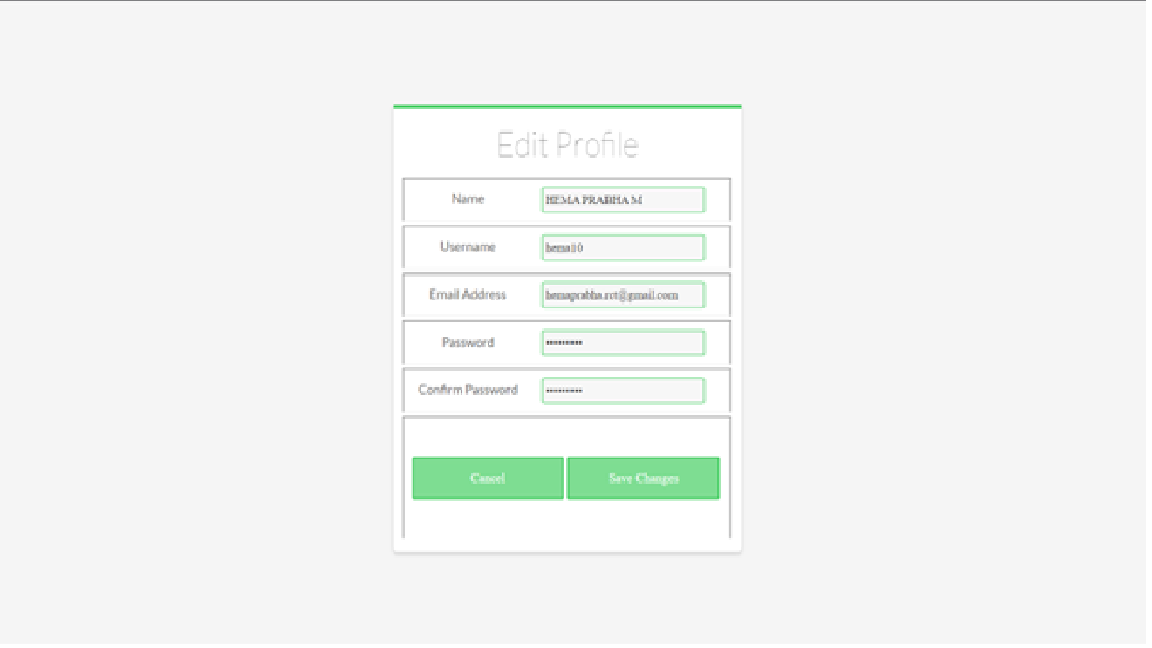 Edit Profile
Name HEMA PRABHA M
Username hema10
Email Address hemaprabha.rct@gmail.com
Password •••••••••
Confirm Password •••••••••
Cancel Save Changes